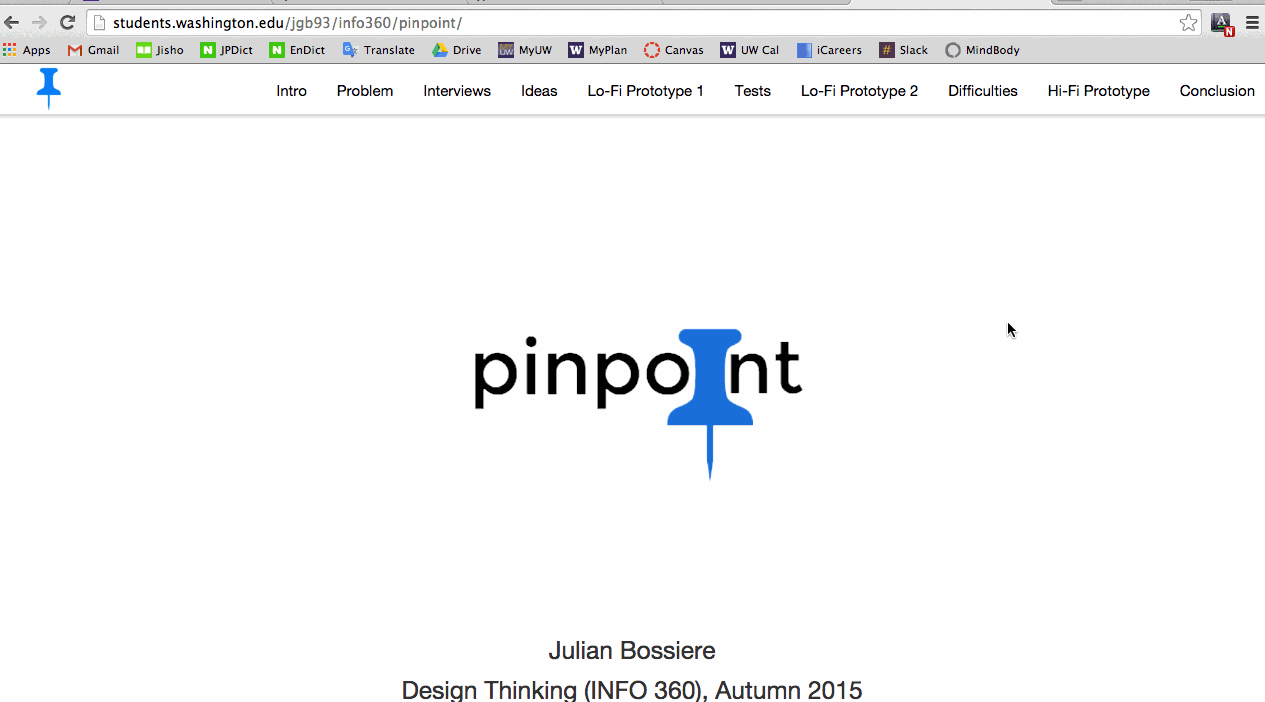 students.washington.edu/jgb93/info360/pinpoint/
Apps Gmail Jisho JPDict EnDict Translate Drive MyUW MyPlan Canvas UW Cal iCareers Slack MindBody
Intro Problem Interviews Ideas Lo-Fi Prototype 1 Tests Lo-Fi Prototype 2 Difficulties Hi-Fi Prototype Conclusion
pinpoint
Julian Bossiere
Design Thinking (INFO 360), Autumn 2015